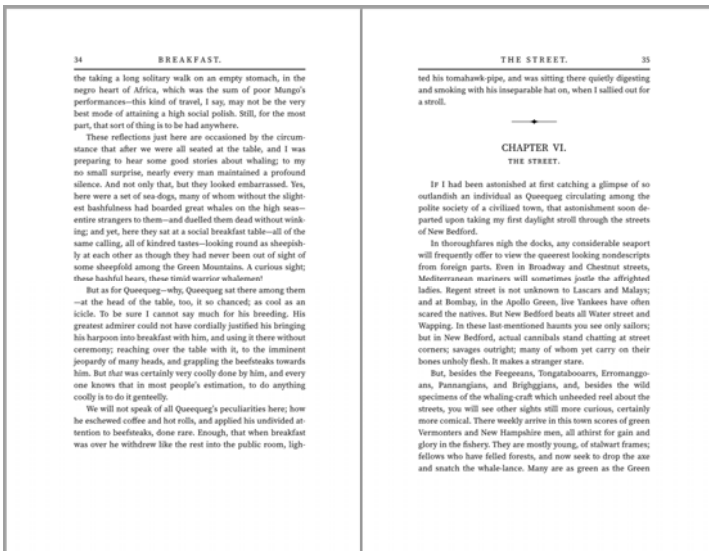 34 BREAKFAST.
the taking a long solitary walk on an empty stomach, in the
negro heart of Africa, which was the sum of poor Mungo's
performances—this kind of travel, I say, may not be the very
best mode of attaining a high social polish. Still, for the most
part, that sort of thing is to be had anywhere.
These reflections just here are occasioned by the circum-
stance that after we were all seated at the table, and I was
preparing to hear some good stories about whaling; to my
no small surprise, nearly every man maintained a profound
silence. And not only that, but they looked embarrassed. Yes,
here were a set of sea-dogs, many of whom without the slight-
est bashfulness had boarded great whales on the high seas—
entire strangers to them—and duelled them dead without wink-
ing; and yet, here they sat at a social breakfast table—all of the
same calling, all of kindred tastes—looking round as sheepish-
ly at each other as though they had never been out of sight of
some sheepfold among the Green Mountains. A curious sight;
these bashful bears, these timid warrior whalemen!
But as for Queequeg—why, Queequeg sat there among them
—at the head of the table, too, it so chanced; as cool as an
icicle. To be sure I cannot say much for his breeding. His
greatest admirer could not have cordially justified his bringing
his harpoon into breakfast with him, and using it there without
ceremony; reaching over the table with it, to the imminent
jeopardy of many heads, and grappling the beefsteaks towards
him. But that was certainly very coolly done by him, and every
one knows that in most people's estimation, to do anything
coolly is to do it genteelly.
We will not speak of all Queequeg's peculiarities here; how
he eschewed coffee and hot rolls, and applied his undivided at-
tention to beefsteaks, done rare. Enough, that when breakfast
was over he withdrew like the rest into the public room, ligh-
THE STREET. 35
ted his tomahawk-pipe, and was sitting there quietly digesting
and smoking with his inseparable hat on, when I sallied out for
a stroll.
CHAPTER VI.
THE STREET.
If I had been astonished at first catching a glimpse of so
outlandish an individual as Queequeg circulating among the
polite society of a civilized town, that astonishment soon de-
parted upon taking my first daylight stroll through the streets
of New Bedford.
In thoroughfares nigh the docks, any considerable seaport
will frequently offer to view the queerest looking nondescripts
from foreign parts. Even in Broadway and Chestnut streets,
Mediterranean mariners will sometimes jostle the affrighted
ladies. Regent street is not unknown to Lascars and Malays;
and at Bombay, in the Apollo Green, live Yankees have often
scared the natives. But New Bedford beats all Water street and
Wapping. In these last-mentioned haunts you see only sailors;
but in New Bedford, actual cannibals stand chatting at street
corners; savages outright; many of whom yet carry on their
bones unholy flesh. It makes a stranger stare.
But, besides the Feegeeans, Tongatabooarrs, Erromanggo-
ans, Pannangians, and Brighggians, and, besides the wild
specimens of the whaling-craft which unheeded reel about the
streets, you will see other sights still more curious, certainly
more comical. There weekly arrive in this town scores of green
Vermonters and New Hampshire men, all athirst for gain and
glory in the fishery. They are mostly young, of stalwart frames;
fellows who have felled forests, and now seek to drop the axe
and snatch the whale-lance. Many are as green as the Green